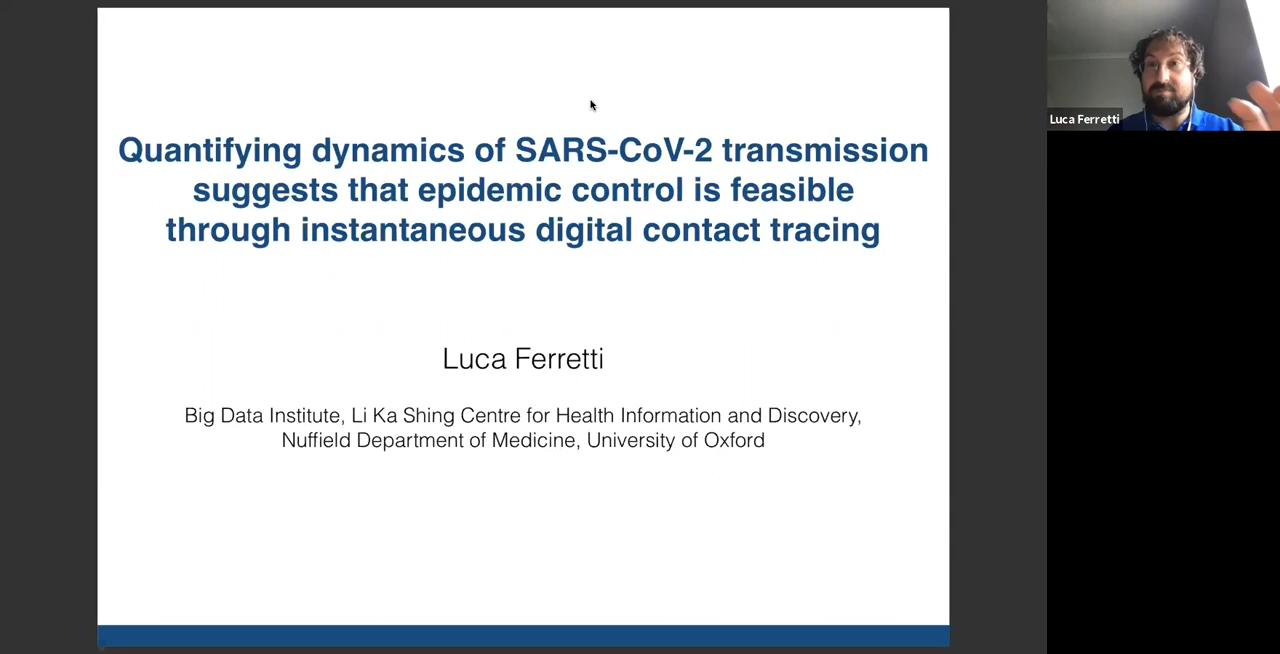 Quantifying dynamics of SARS-CoV-2 transmission
suggests that epidemic control is feasible
through instantaneous digital contact tracing
Luca Ferretti
Big Data Institute, Li Ka Shing Centre for Health Information and Discovery,
Nuffield Department of Medicine, University of Oxford
Luca Ferretti